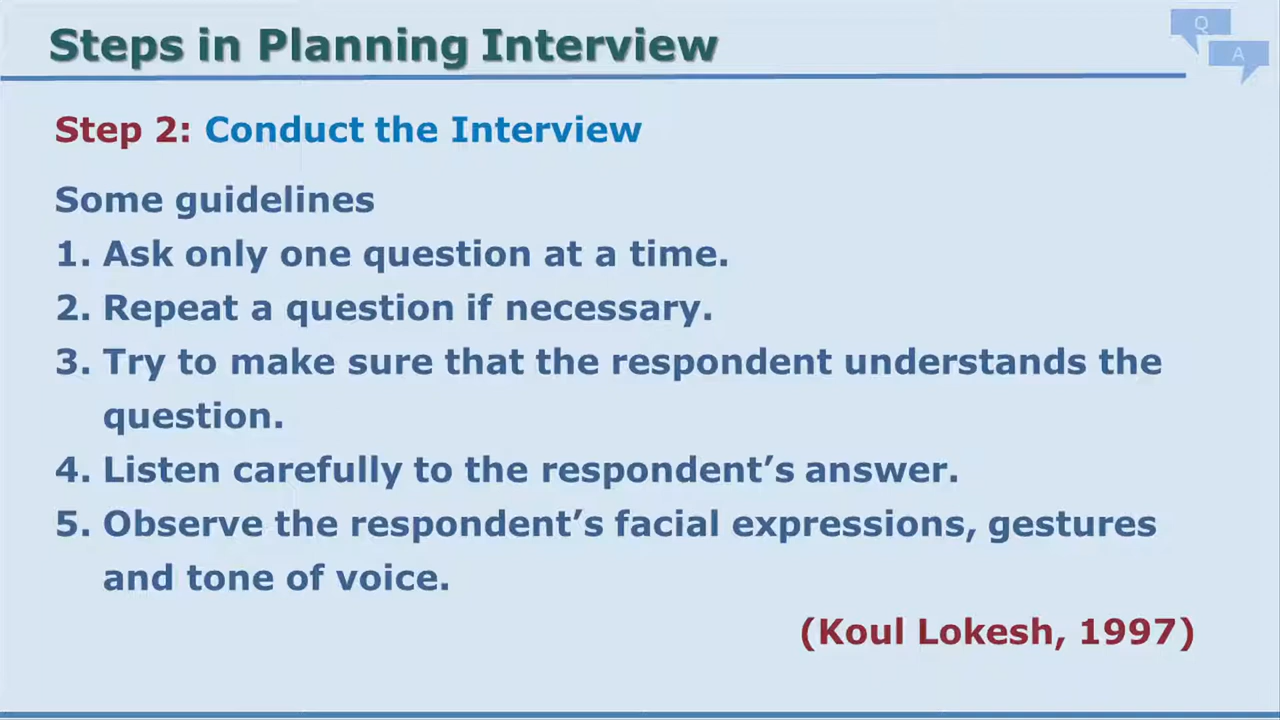 Steps in Planning Interview
Q
A
Step 2: Conduct the Interview
Some guidelines
1. Ask only one question at a time.
2. Repeat a question if necessary.
3. Try to make sure that the respondent understands the
question.
4. Listen carefully to the respondent’s answer.
5. Observe the respondent’s facial expressions, gestures
and tone of voice.
(Koul Lokesh, 1997)